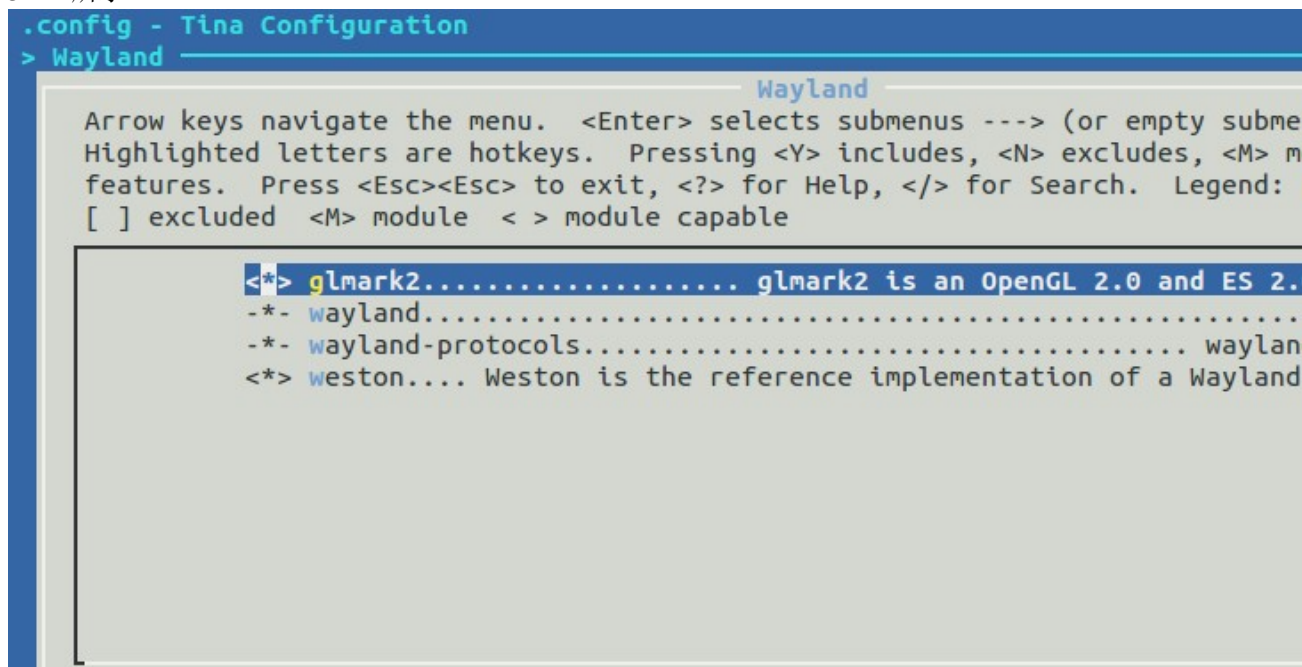 .config - Tina Configuration
> Wayland
Wayland
Arrow keys navigate the menu.  <Enter> selects submenus ---> (or empty subme
Highlighted letters are hotkeys.  Pressing <Y> includes, <N> excludes, <M> m
features.  Press <Esc><Esc> to exit, <?> for Help, </> for Search.  Legend:
[ ] excluded  <M> module  < > module capable
<*> glmark2.................... glmark2 is an OpenGL 2.0 and ES 2.
-*- wayland.......................................................
-*- wayland-protocols...................................... waylan
<*> weston.... Weston is the reference implementation of a Wayland